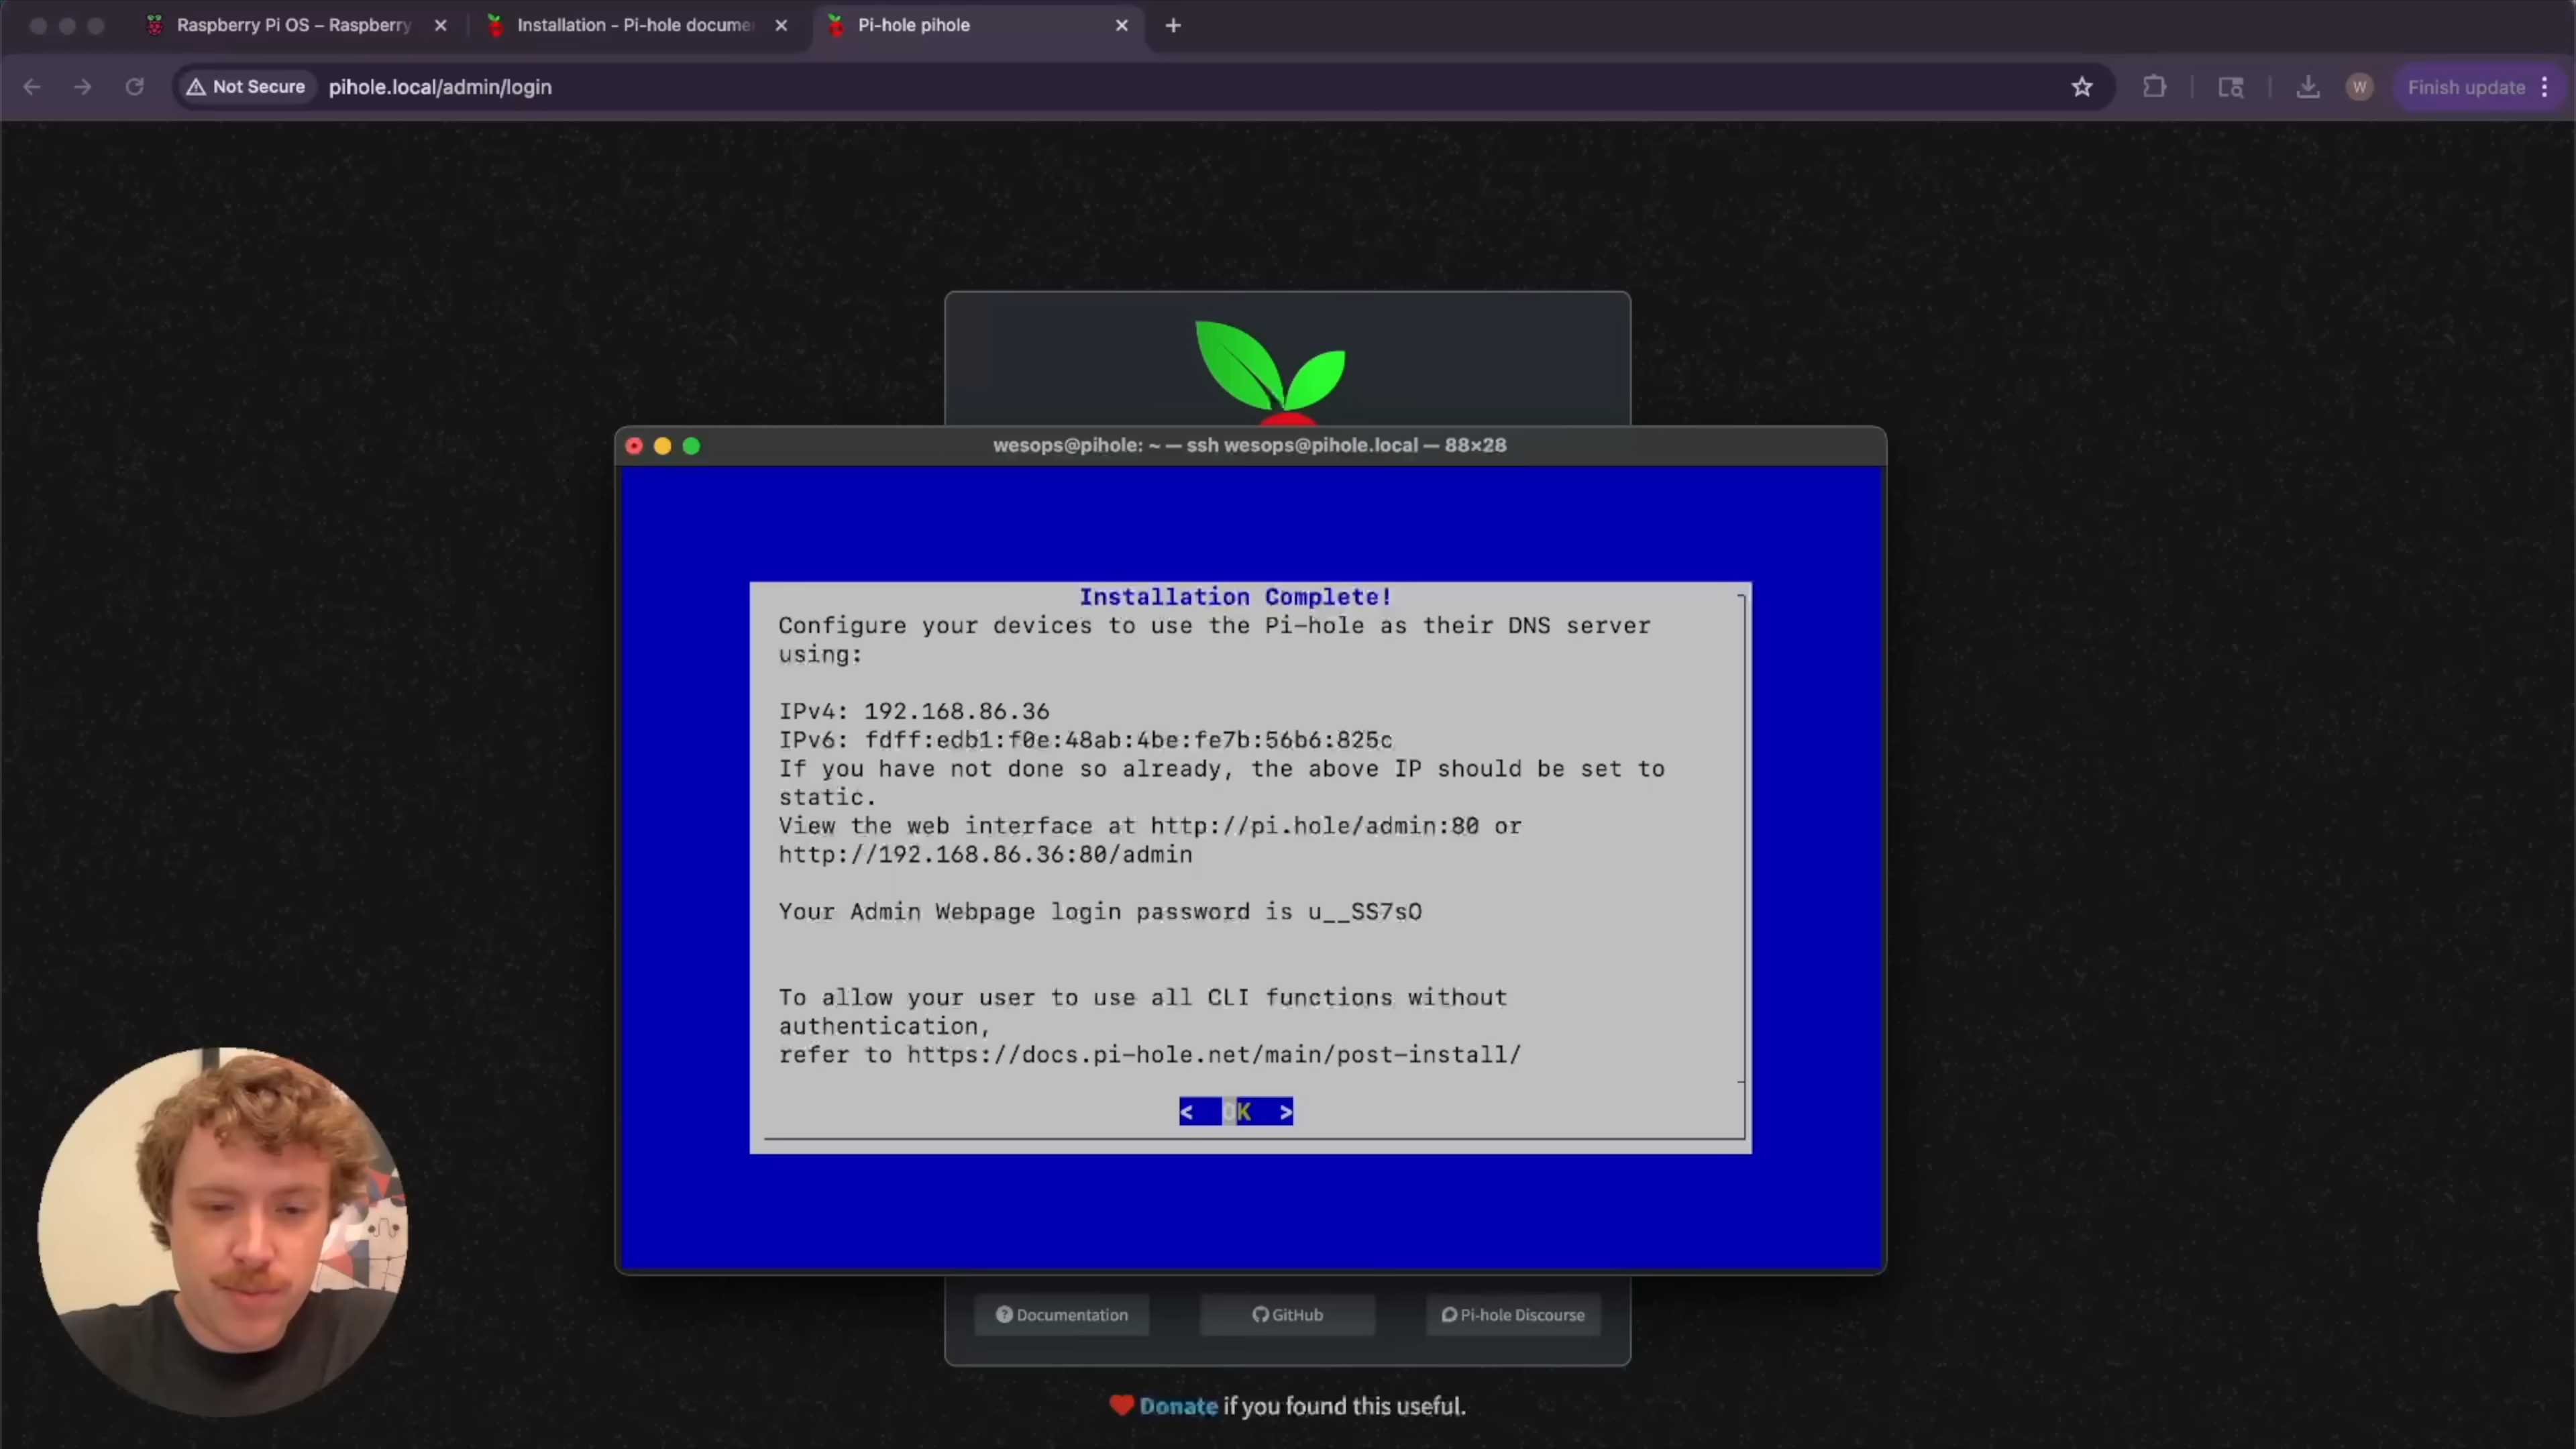 Raspberry Pi OS – Raspberry
Installation - Pi-hole docume
Pi-hole pihole
Not Secure
pihole.local/admin/login
W
Finish update
wesops@pihole: ~ — ssh wesops@pihole.local — 88×28
Installation Complete!
Configure your devices to use the Pi-hole as their DNS server
using:
IPv4: 192.168.86.36
IPv6: fdff:edb1:f0e:48ab:4be:fe7b:56b6:825c
If you have not done so already, the above IP should be set to
static.
View the web interface at http://pi.hole/admin:80 or
http://192.168.86.36:80/admin
Your Admin Webpage login password is u__SS7sO
To allow your user to use all CLI functions without
authentication,
refer to https://docs.pi-hole.net/main/post-install/
< OK >
Documentation
GitHub
Pi-hole Discourse
Donate if you found this useful.